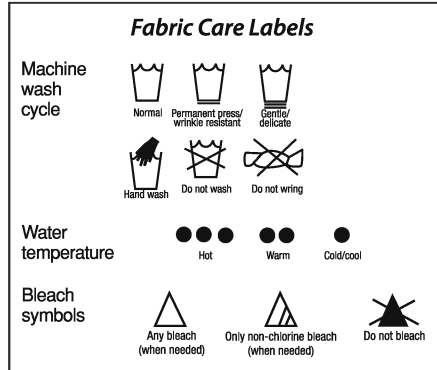 Fabric Care Labels
Machine
wash
cycle
Normal
Permanent press/
wrinkle resistant
Gentle/
delicate
Hand wash
Do not wash
Do not wring
Water
temperature
Hot
Warm
Cold/cool
Bleach
symbols
Any bleach
(when needed)
Only non-chlorine bleach
(when needed)
Do not bleach